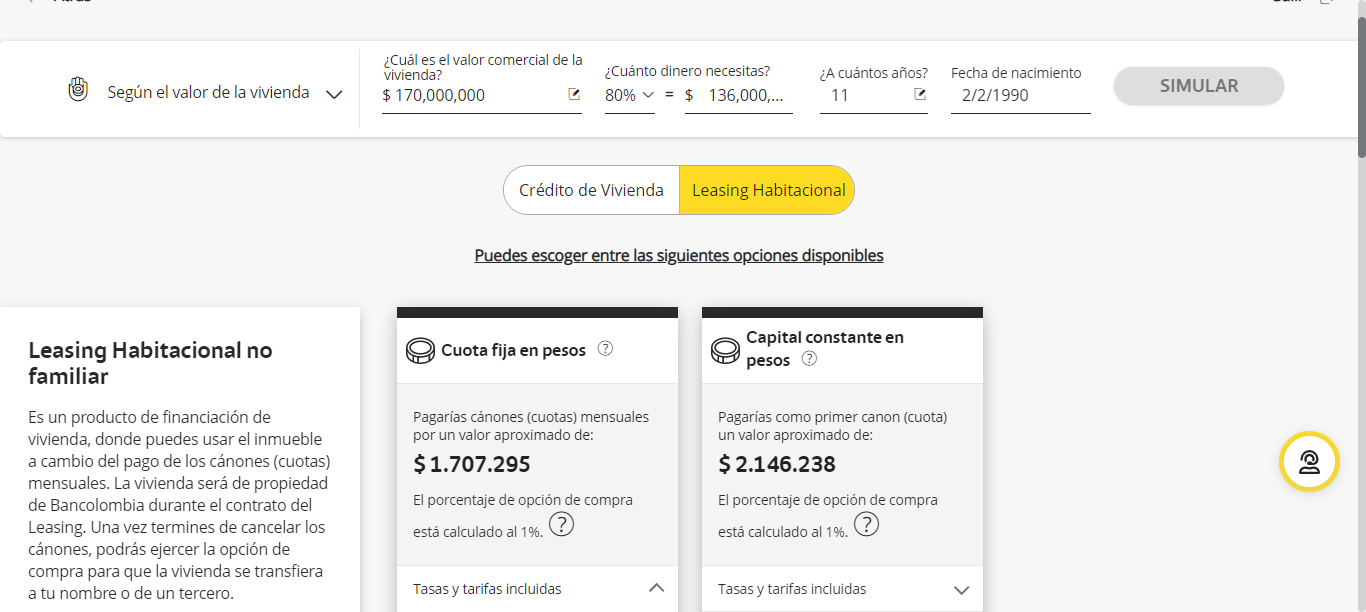 Atrás
Según el valor de la vivienda
¿Cuál es el valor comercial de la
vivienda?
$ 170,000,000
¿Cuánto dinero necesitas?
80% = $ 136,000,...
¿A cuántos años?
11
Fecha de nacimiento
2/2/1990
SIMULAR
Crédito de Vivienda
Leasing Habitacional
Puedes escoger entre las siguientes opciones disponibles
Leasing Habitacional no
familiar
Es un producto de financiación de
vivienda, donde puedes usar el inmueble
a cambio del pago de los cánones (cuotas)
mensuales. La vivienda será de propiedad
de Bancolombia durante el contrato del
Leasing. Una vez termines de cancelar los
cánones, podrás ejercer la opción de
compra para que la vivienda se transfiera
a tu nombre o de un tercero.
Cuota fija en pesos ?
Pagarías cánones (cuotas) mensuales
por un valor aproximado de:
$ 1.707.295
El porcentaje de opción de compra
está calculado al 1%. ?
Tasas y tarifas incluidas
Capital constante en
pesos ?
Pagarías como primer canon (cuota)
un valor aproximado de:
$ 2.146.238
El porcentaje de opción de compra
está calculado al 1%. ?
Tasas y tarifas incluidas